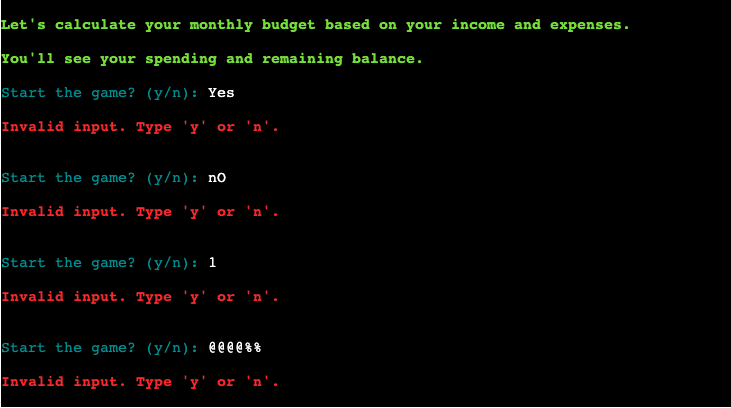 Let's calculate your monthly budget based on your income and expenses.
You'll see your spending and remaining balance.
Start the game? (y/n): Yes
Invalid input. Type 'y' or 'n'.
Start the game? (y/n): nO
Invalid input. Type 'y' or 'n'.
Start the game? (y/n): 1
Invalid input. Type 'y' or 'n'.
Start the game? (y/n): @@@@%%
Invalid input. Type 'y' or 'n'.